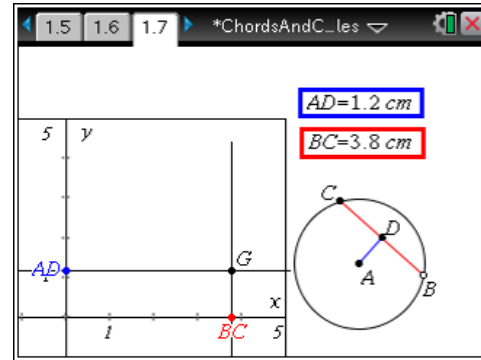 1.5 1.6 1.7 *ChordsAndC...les
AD=1.2 cm
BC=3.8 cm
5 y
C
D
AD G
A
B
x
1 BC 5